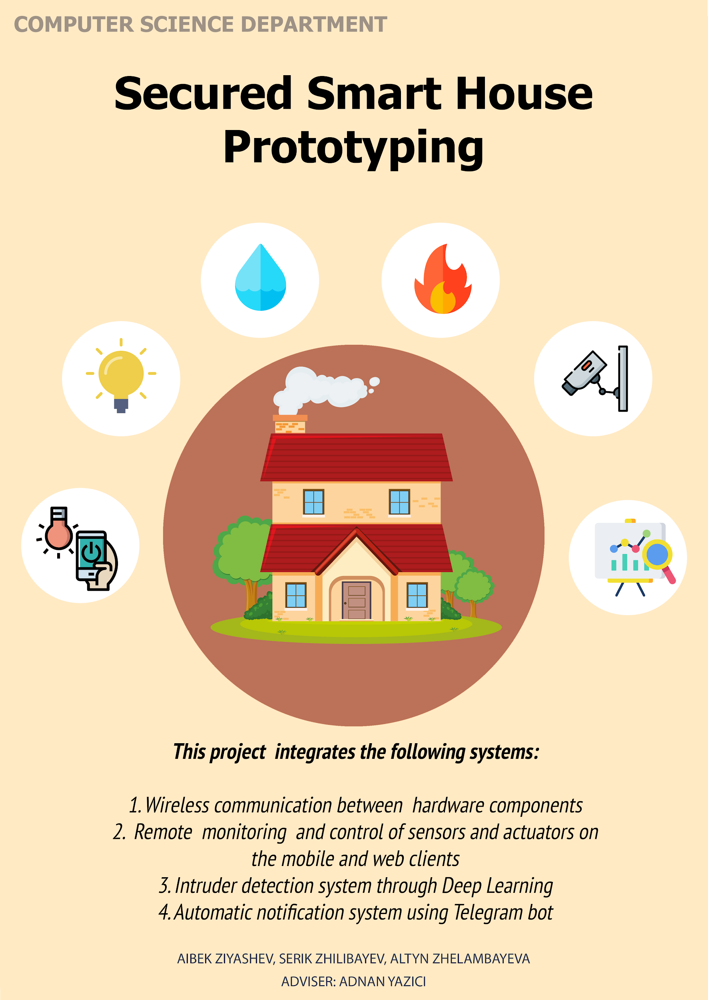 COMPUTER SCIENCE DEPARTMENT
Secured Smart House
Prototyping
This project integrates the following systems:
1. Wireless communication between hardware components
2. Remote monitoring and control of sensors and actuators on
the mobile and web clients
3. Intruder detection system through Deep Learning
4. Automatic notification system using Telegram bot
AIBEK ZIYASHEV, SERIK ZHILIBAYEV, ALTYN ZHELAMBAYEVA
ADVISER: ADNAN YAZICI